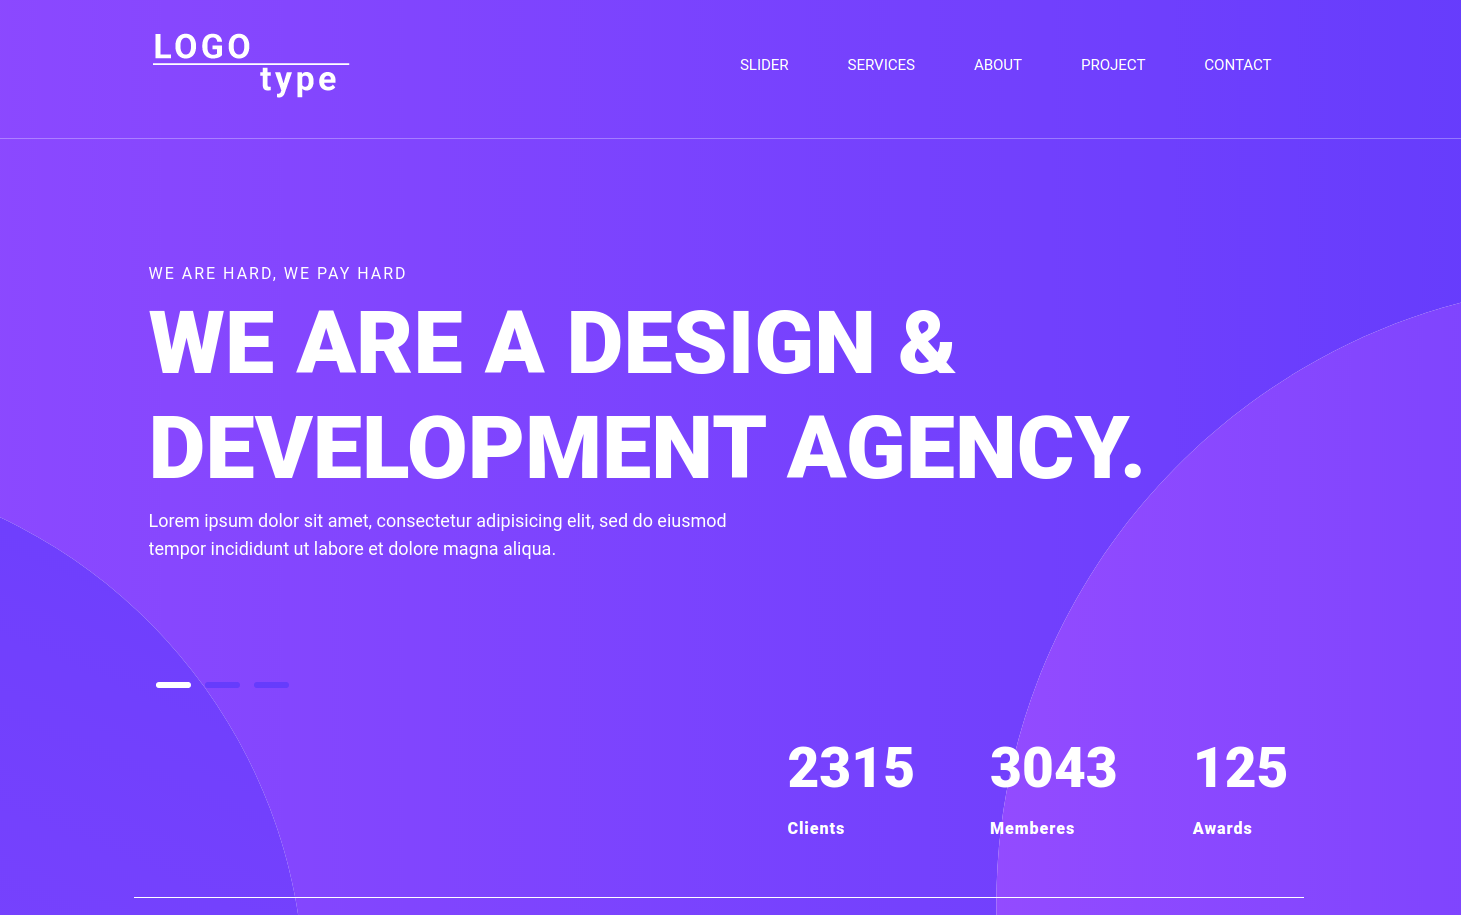 LOGO
type
SLIDER SERVICES ABOUT PROJECT CONTACT
WE ARE HARD, WE PAY HARD
WE ARE A DESIGN &
DEVELOPMENT AGENCY.
Lorem ipsum dolor sit amet, consectetur adipisicing elit, sed do eiusmod
tempor incididunt ut labore et dolore magna aliqua.
2315 3043 125
Clients Memberes Awards